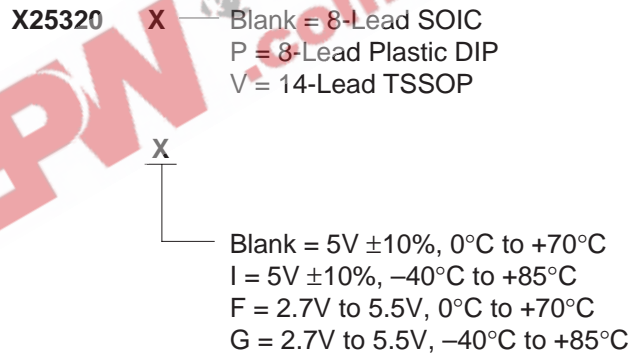 X25320 X Blank = 8-Lead SOIC
P = 8-Lead Plastic DIP
V = 14-Lead TSSOP
X
Blank = 5V ±10%, 0°C to +70°C
I = 5V ±10%, –40°C to +85°C
F = 2.7V to 5.5V, 0°C to +70°C
G = 2.7V to 5.5V, –40°C to +85°C
PW .com